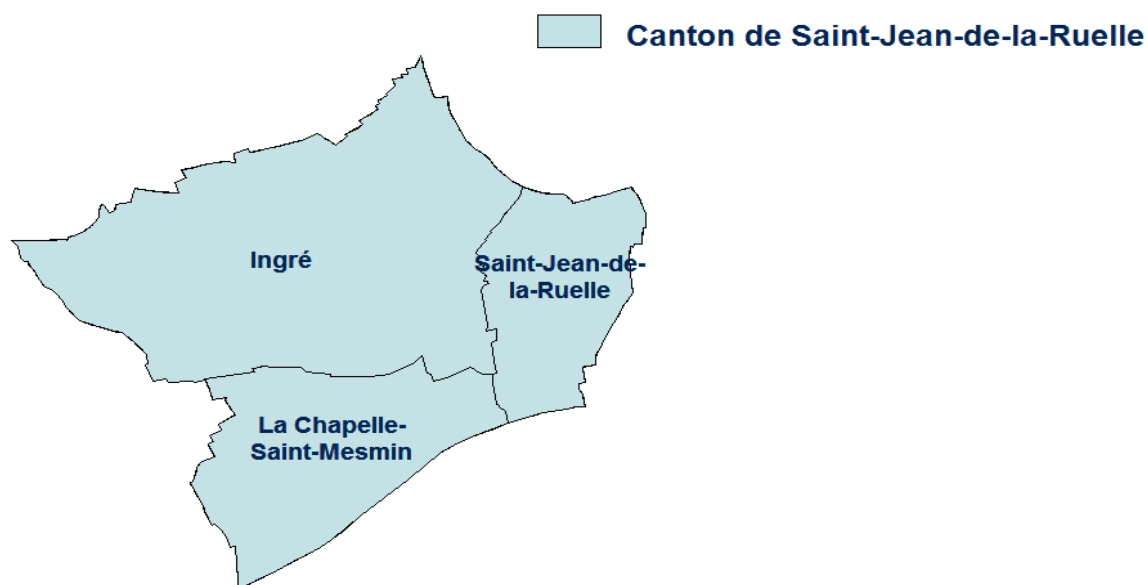 Canton de Saint-Jean-de-la-Ruelle
Ingré
Saint-Jean-de-
la-Ruelle
La Chapelle-
Saint-Mesmin